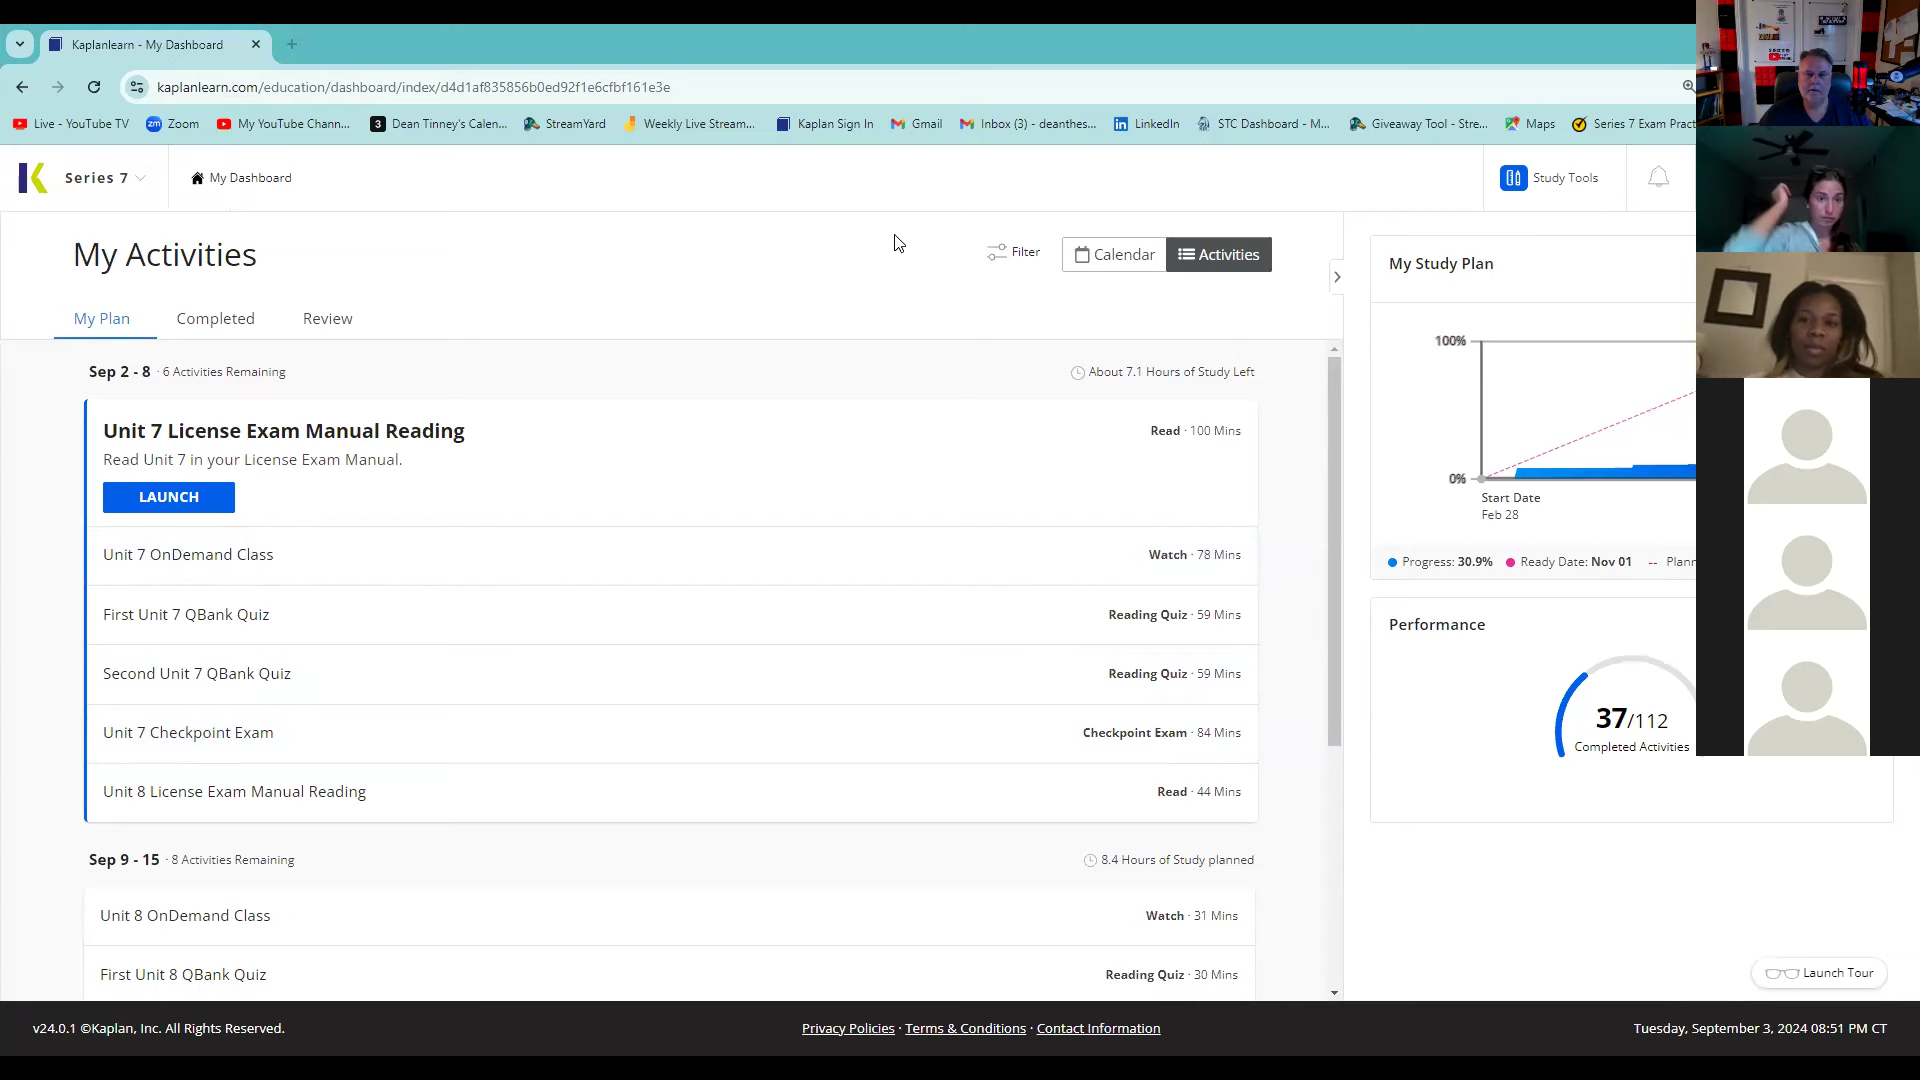 Kaplanlearn - My Dashboard
kaplanlearn.com/education/dashboard/index/d4d1af835856b0ed92f1e6cfbf161e3e
Live - YouTube TV
Zoom
My YouTube Chann...
Dean Tinney's Calen...
StreamYard
Weekly Live Stream...
Kaplan Sign In
Gmail
Inbox (3) - deanthes...
LinkedIn
STC Dashboard - M...
Giveaway Tool - Stre...
Maps
Series 7 Exam Pract
Series 7
My Dashboard
Study Tools
My Activities
Filter
Calendar
Activities
My Plan
Completed
Review
Sep 2 - 8 · 6 Activities Remaining
About 7.1 Hours of Study Left
Unit 7 License Exam Manual Reading
Read · 100 Mins
Read Unit 7 in your License Exam Manual.
LAUNCH
Unit 7 OnDemand Class
Watch · 78 Mins
First Unit 7 QBank Quiz
Reading Quiz · 59 Mins
Second Unit 7 QBank Quiz
Reading Quiz · 59 Mins
Unit 7 Checkpoint Exam
Checkpoint Exam · 84 Mins
Unit 8 License Exam Manual Reading
Read · 44 Mins
Sep 9 - 15 · 8 Activities Remaining
8.4 Hours of Study planned
Unit 8 OnDemand Class
Watch · 31 Mins
First Unit 8 QBank Quiz
Reading Quiz · 30 Mins
My Study Plan
100%
0%
Start Date
Feb 28
Progress: 30.9%
Ready Date: Nov 01
-- Plann
Performance
37/112
Completed Activities
Launch Tour
v24.0.1 ©Kaplan, Inc. All Rights Reserved.
Privacy Policies · Terms & Conditions · Contact Information
Tuesday, September 3, 2024 08:51 PM CT